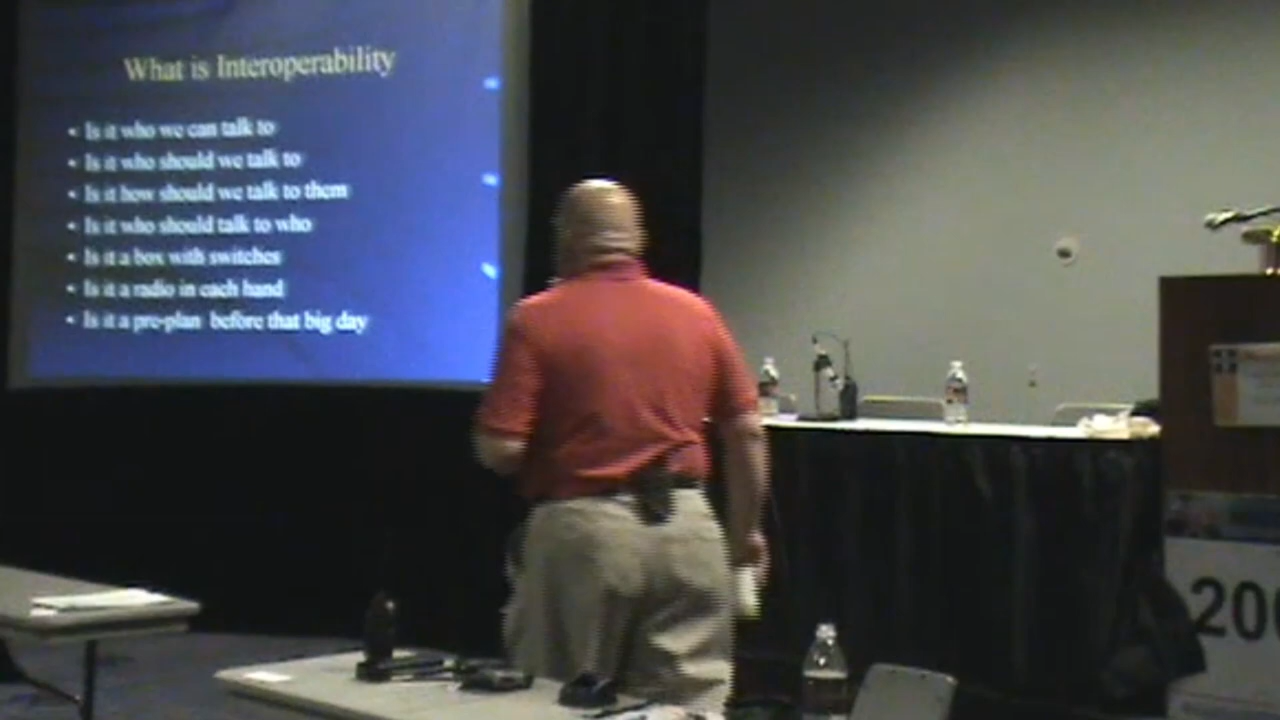 What is Interoperability
• Is it who we can talk to
• Is it who should we talk to
• Is it how should we talk to them
• Is it who should talk to who
• Is it a box with switches
• Is it a radio in each hand
• Is it a pre-plan before that big day
200